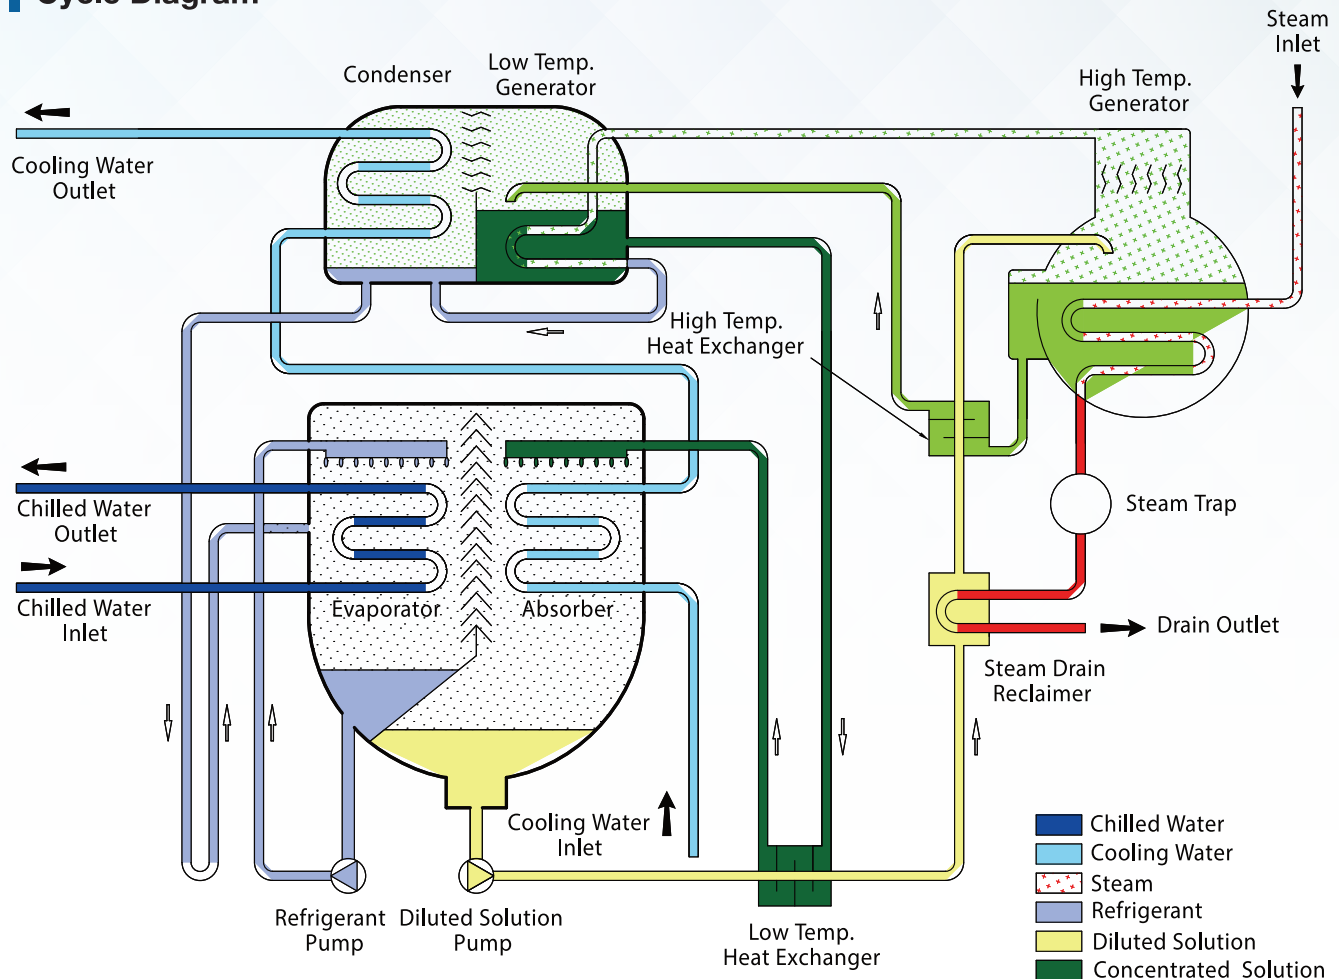 Cycle Diagram
Steam
Inlet
Condenser
Low Temp.
Generator
High Temp.
Generator
Cooling Water
Outlet
High Temp.
Heat Exchanger
Chilled Water
Outlet
Steam Trap
Chilled Water
Inlet
Evaporator
Absorber
Drain Outlet
Steam Drain
Reclaimer
Cooling Water
Inlet
Refrigerant
Pump
Diluted Solution
Pump
Low Temp.
Heat Exchanger
Chilled Water
Cooling Water
Steam
Refrigerant
Diluted Solution
Concentrated Solution